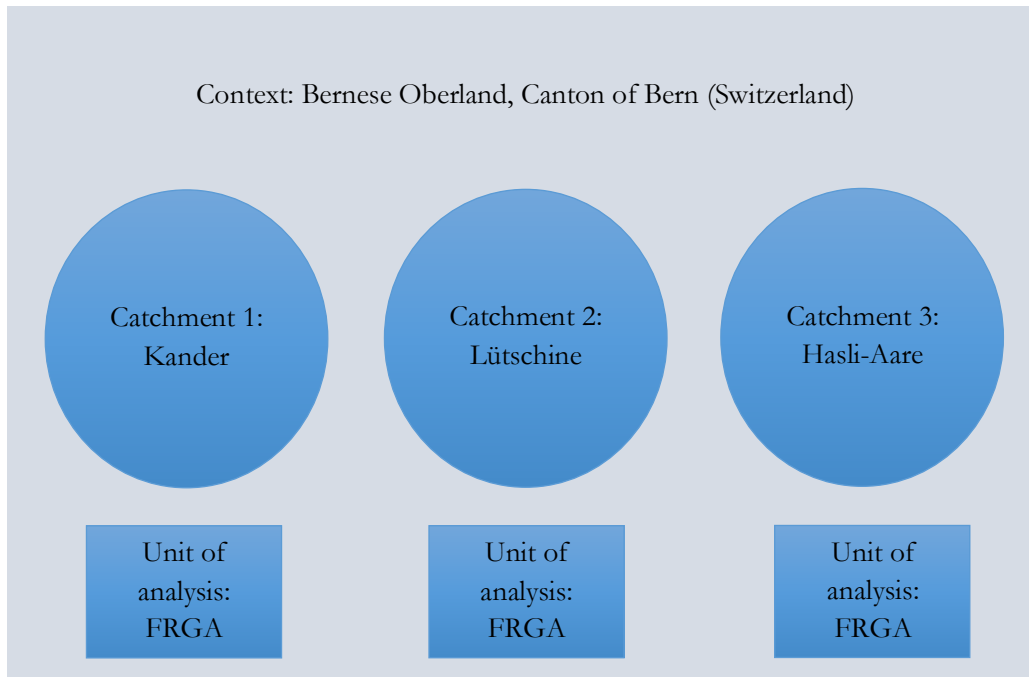 Context: Bernese Oberland, Canton of Bern (Switzerland)
Catchment 1:
Kander
Catchment 2:
Lütschine
Catchment 3:
Hasli-Aare
Unit of
analysis:
FRGA
Unit of
analysis:
FRGA
Unit of
analysis:
FRGA